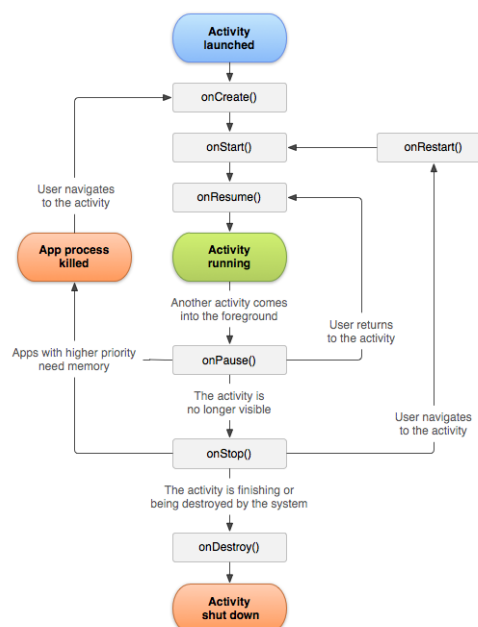 Activity
launched
onCreate()
onStart()
onRestart()
User navigates
to the activity
onResume()
App process
killed
Activity
running
Another activity comes
into the foreground
User returns
to the activity
Apps with higher priority
need memory
onPause()
The activity is
no longer visible
User navigates
to the activity
onStop()
The activity is finishing or
being destroyed by the system
onDestroy()
Activity
shut down